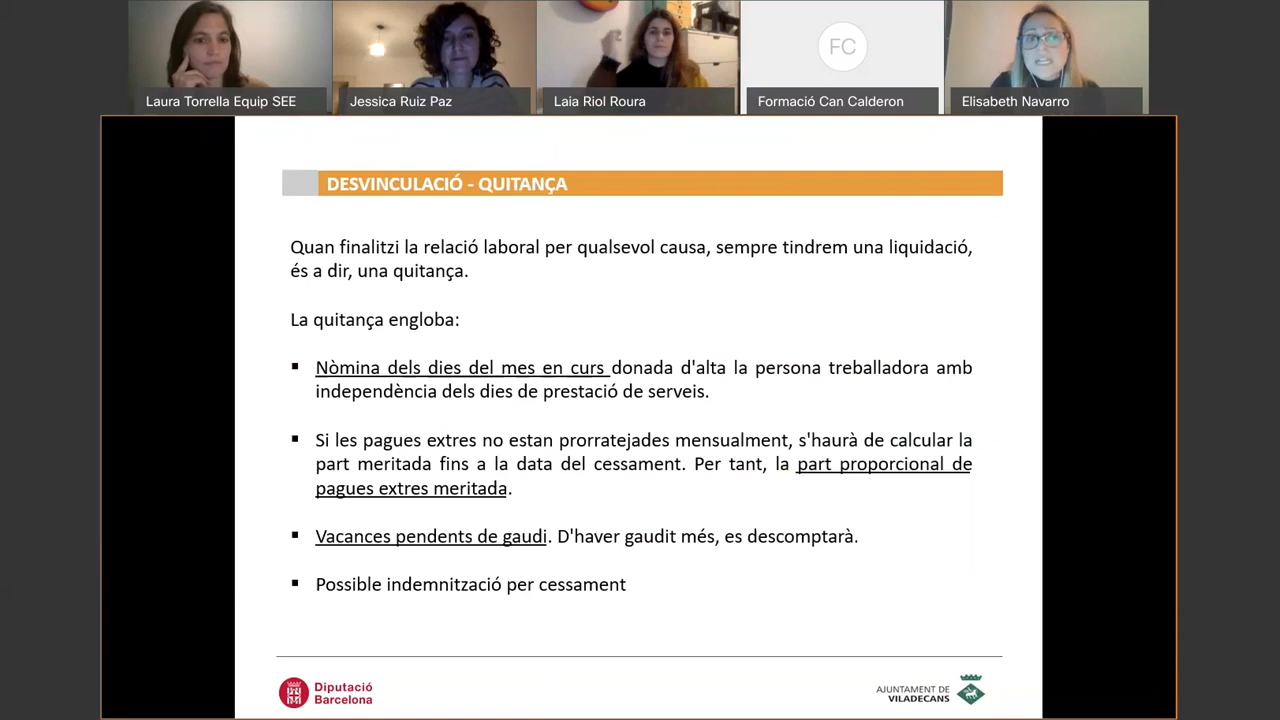 Laura Torrella Equip SEE
Jessica Ruiz Paz
Laia Riol Roura
FC
Formació Can Calderon
Elisabeth Navarro
DESVINCULACIÓ - QUITANÇA
Quan finalitzi la relació laboral per qualsevol causa, sempre tindrem una liquidació,
és a dir, una quitança.
La quitança engloba:
▪ Nòmina dels dies del mes en curs donada d'alta la persona treballadora amb
independència dels dies de prestació de serveis.
▪ Si les pagues extres no estan prorratejades mensualment, s'haurà de calcular la
part meritada fins a la data del cessament. Per tant, la part proporcional de
pagues extres meritada.
▪ Vacances pendents de gaudi. D'haver gaudit més, es descomptarà.
▪ Possible indemnització per cessament
Diputació
Barcelona
AJUNTAMENT DE
VILADECANS